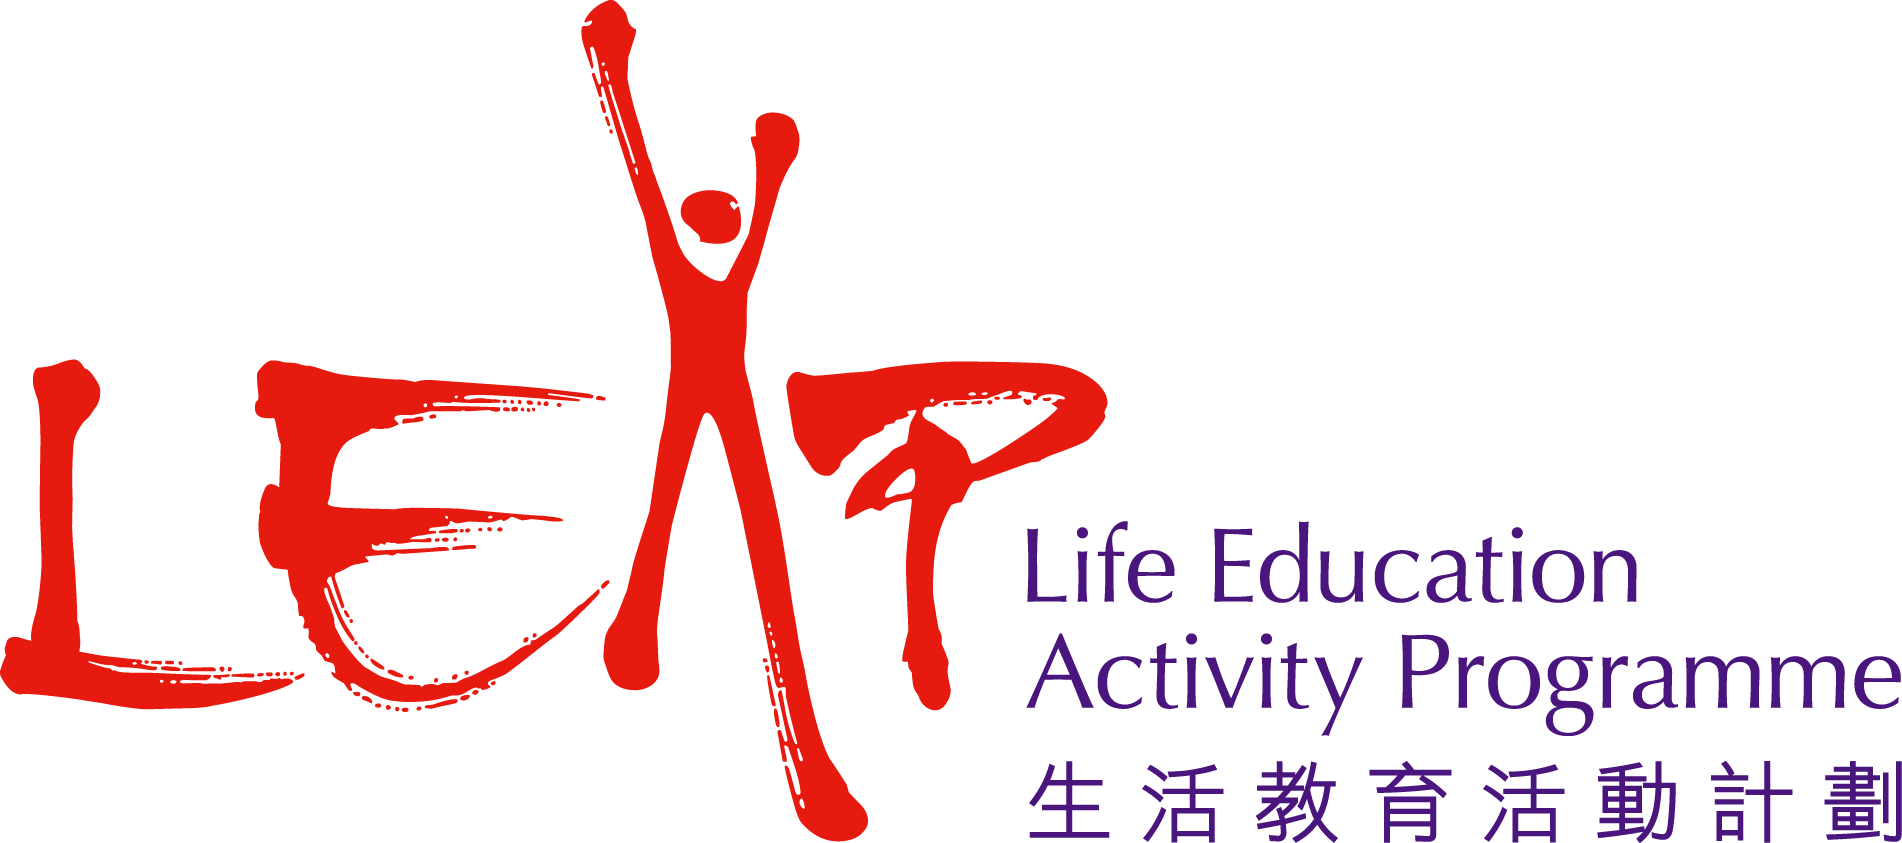 LEAP
Life Education
Activity Programme
生活教育活動計劃